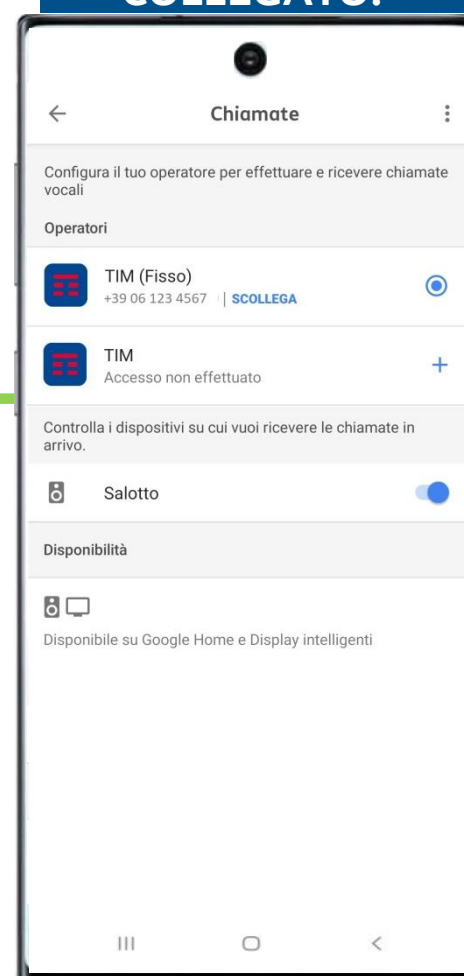 COLLEGATO!
Chiamate
Configura il tuo operatore per effettuare e ricevere chiamate
vocali
Operatori
TIM (Fisso)
+39 06 123 4567 | SCOLLEGA
TIM
Accesso non effettuato
Controlla i dispositivi su cui vuoi ricevere le chiamate in
arrivo.
Salotto
Disponibilità
Disponibile su Google Home e Display intelligenti